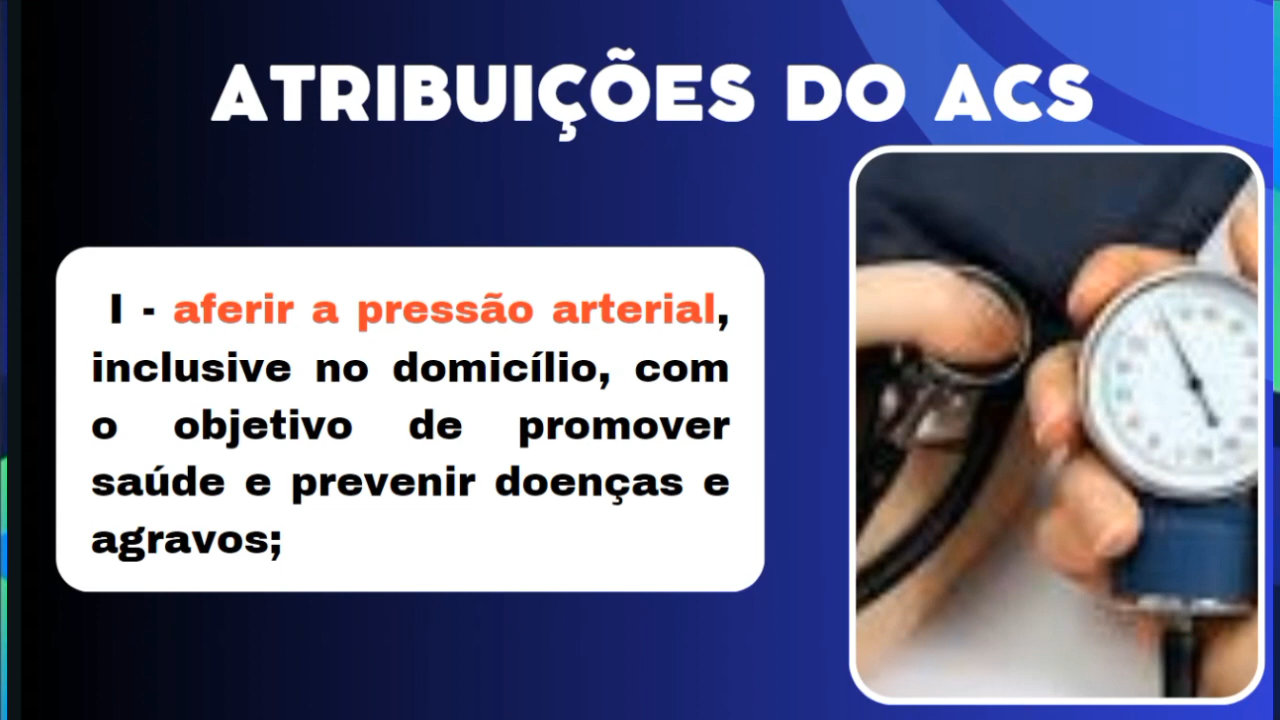 ATRIBUIÇÕES DO ACS
I - aferir a pressão arterial,
inclusive no domicílio, com
o objetivo de promover
saúde e prevenir doenças e
agravos;